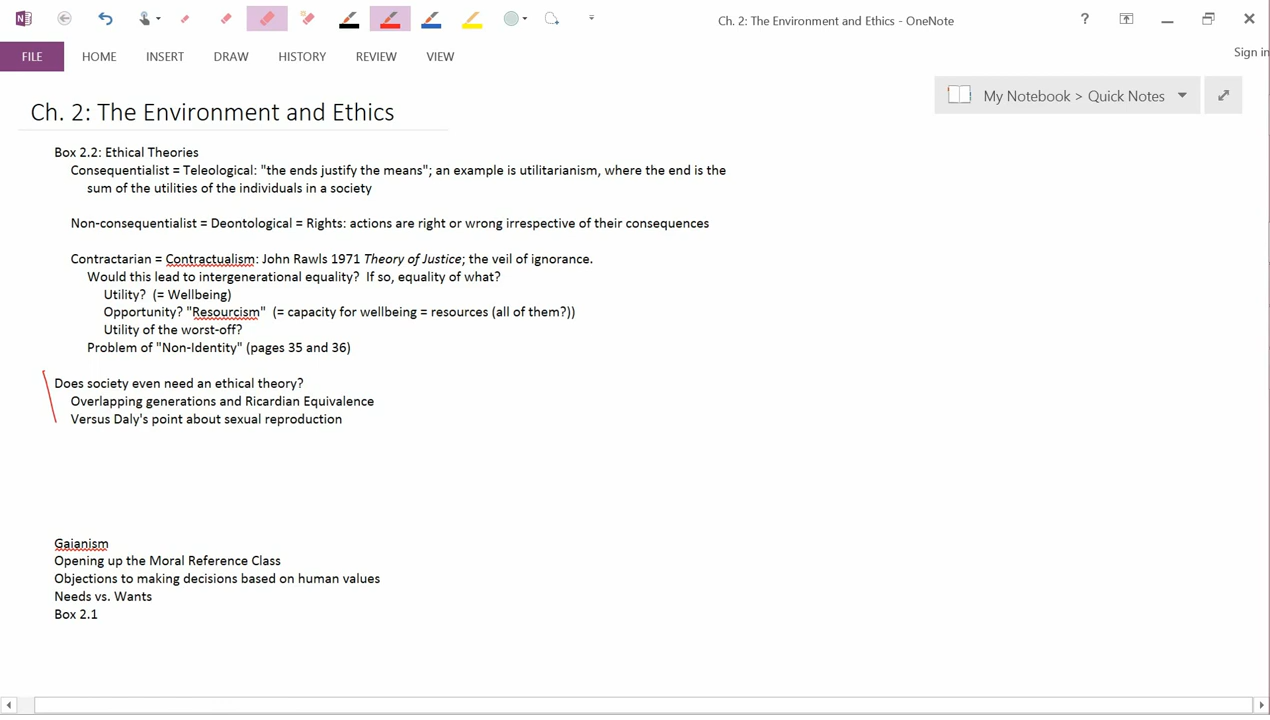 Ch. 2: The Environment and Ethics - OneNote
?
FILE HOME INSERT DRAW HISTORY REVIEW VIEW
Sign in
My Notebook > Quick Notes
Ch. 2: The Environment and Ethics
Box 2.2: Ethical Theories
Consequentialist = Teleological: "the ends justify the means"; an example is utilitarianism, where the end is the
sum of the utilities of the individuals in a society
Non-consequentialist = Deontological = Rights: actions are right or wrong irrespective of their consequences
Contractarian = Contractualism: John Rawls 1971 Theory of Justice; the veil of ignorance.
Would this lead to intergenerational equality?  If so, equality of what?
Utility?  (= Wellbeing)
Opportunity? "Resourcism"  (= capacity for wellbeing = resources (all of them?))
Utility of the worst-off?
Problem of "Non-Identity" (pages 35 and 36)
Does society even need an ethical theory?
Overlapping generations and Ricardian Equivalence
Versus Daly's point about sexual reproduction
Gaianism
Opening up the Moral Reference Class
Objections to making decisions based on human values
Needs vs. Wants
Box 2.1